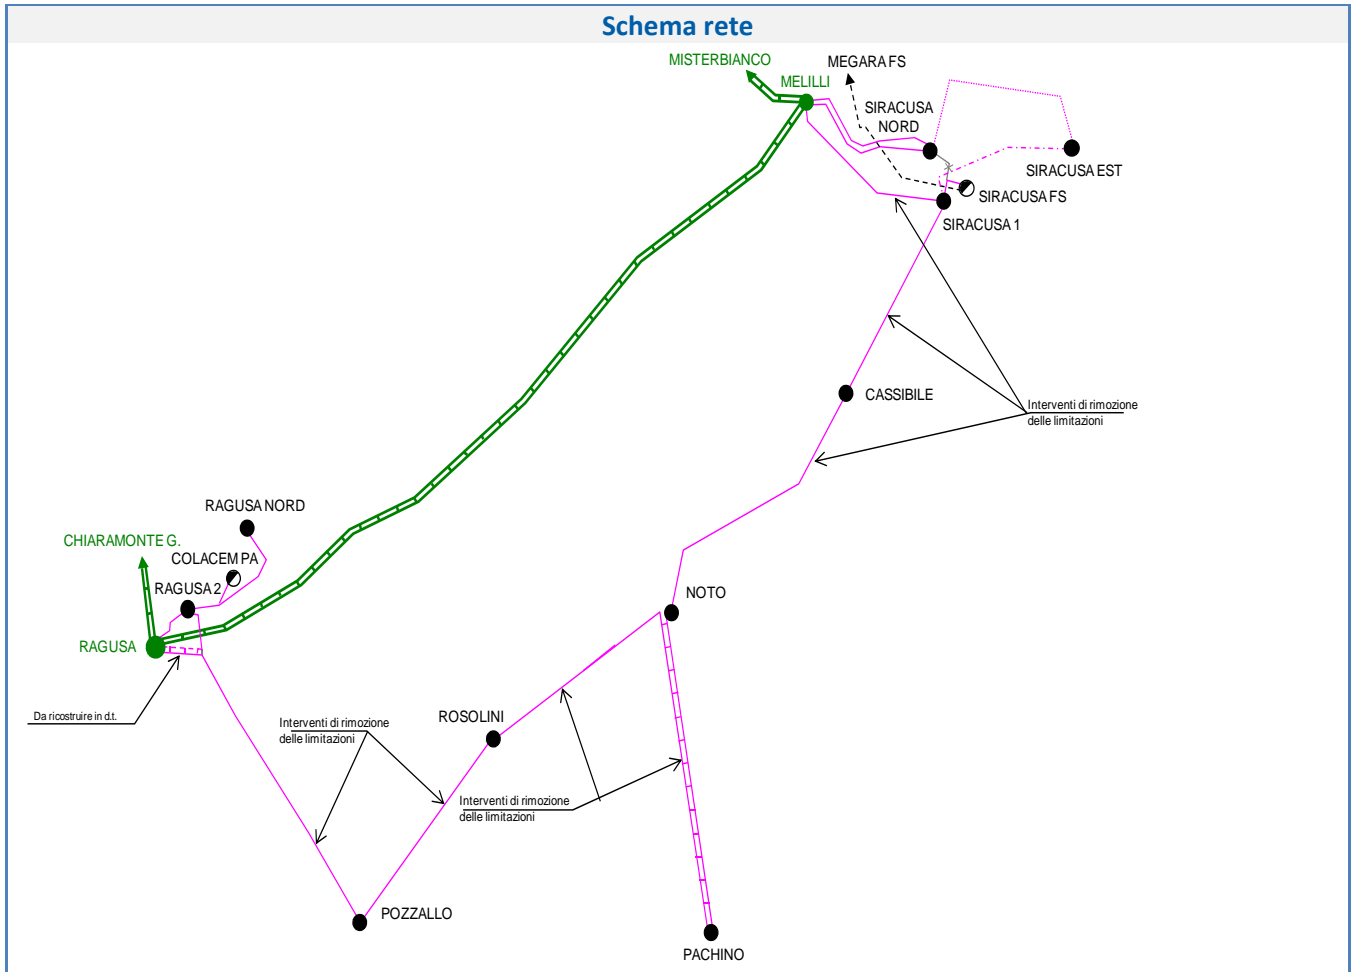 Schema rete
MISTERBIANCO
MEGARA FS
MELILLI
SIRACUSA
NORD
SIRACUSA EST
SIRACUSA FS
SIRACUSA 1
CASSIBILE
Interventi di rimozione
delle limitazioni
RAGUSA NORD
CHIARAMONTE G.
COLACEM PA
RAGUSA 2
NOTO
RAGUSA
Da ricostruire in d.t.
ROSOLINI
Interventi di rimozione
delle limitazioni
Interventi di rimozione
delle limitazioni
POZZALLO
PACHINO